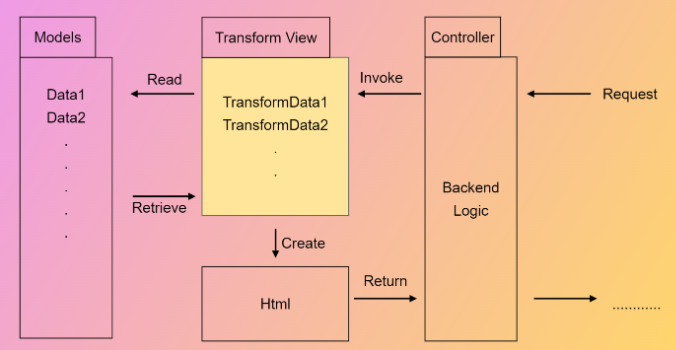 Models
Transform View
Controller
Read
Invoke
Request
Data1
Data2
.
.
.
.
.
TransformData1
TransformData2
.
.
Backend
Logic
Retrieve
Create
Return
Html
............